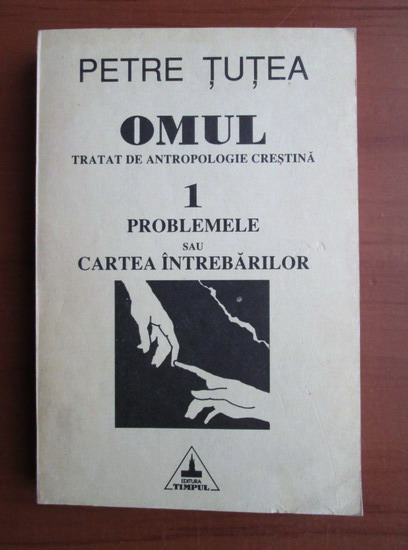 PETRE ȚUȚEA
OMUL
TRATAT DE ANTROPOLOGIE CREȘTINĂ
1
PROBLEMELE
SAU
CARTEA ÎNTREBĂRILOR
EDITURA
TIMPUL